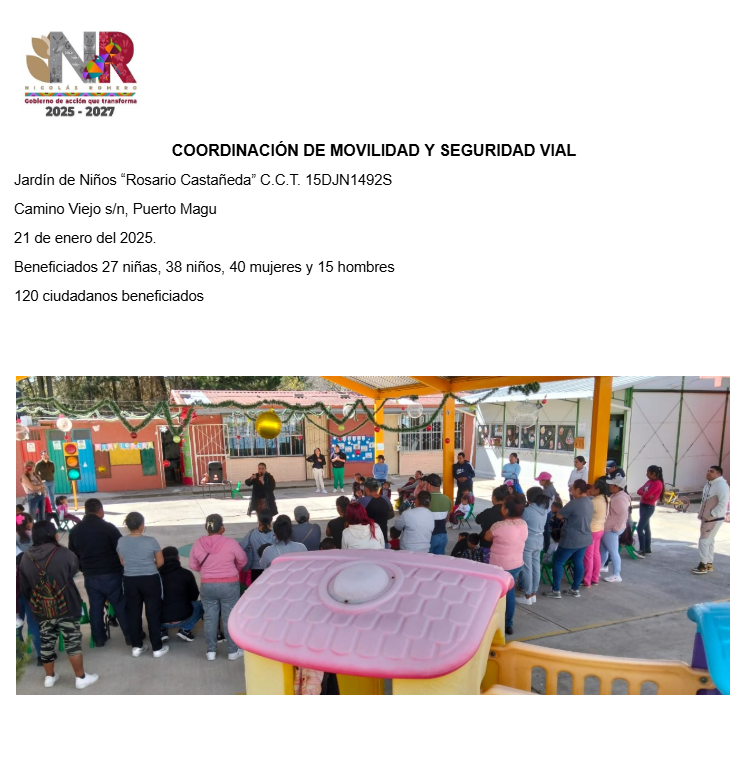 NR
NICOLÁS ROMERO
Gobierno de acción que transforma
2025 - 2027
COORDINACIÓN DE MOVILIDAD Y SEGURIDAD VIAL
Jardín de Niños “Rosario Castañeda” C.C.T. 15DJN1492S
Camino Viejo s/n, Puerto Magu
21 de enero del 2025.
Beneficiados 27 niñas, 38 niños, 40 mujeres y 15 hombres
120 ciudadanos beneficiados